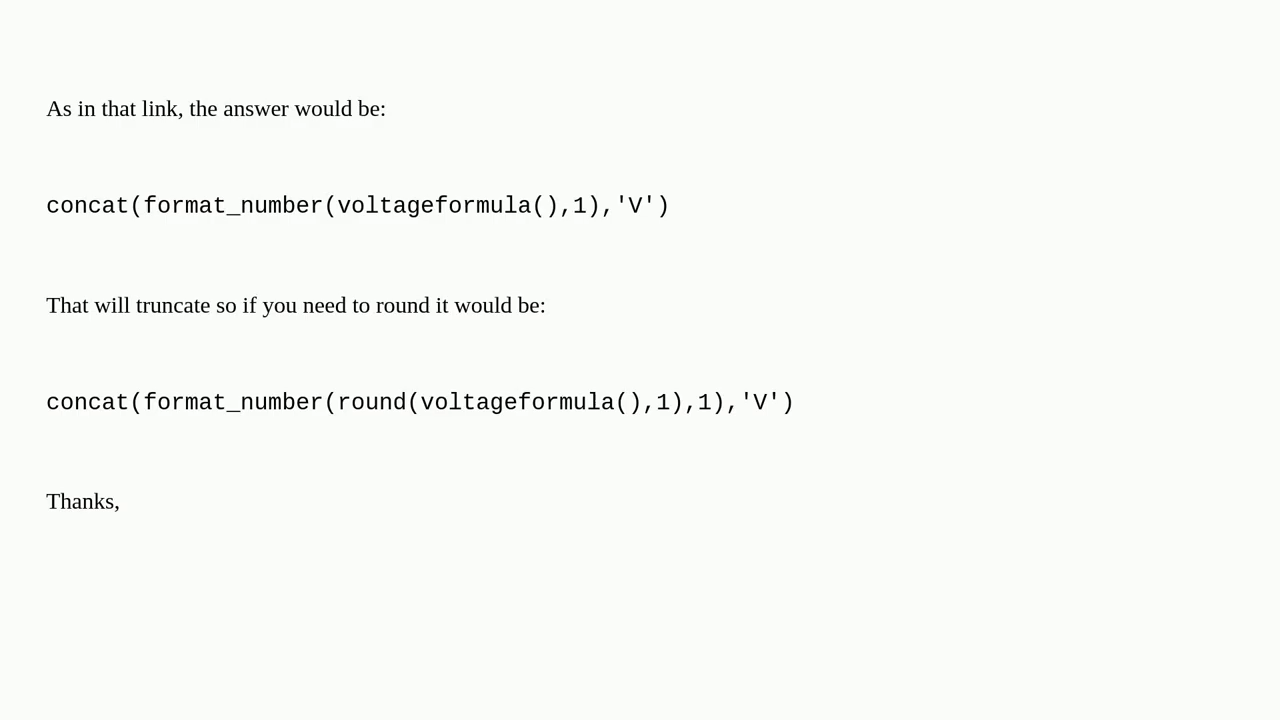 As in that link, the answer would be:
concat(format_number(voltageformula(),1),'V')
That will truncate so if you need to round it would be:
concat(format_number(round(voltageformula(),1),1),'V')
Thanks,